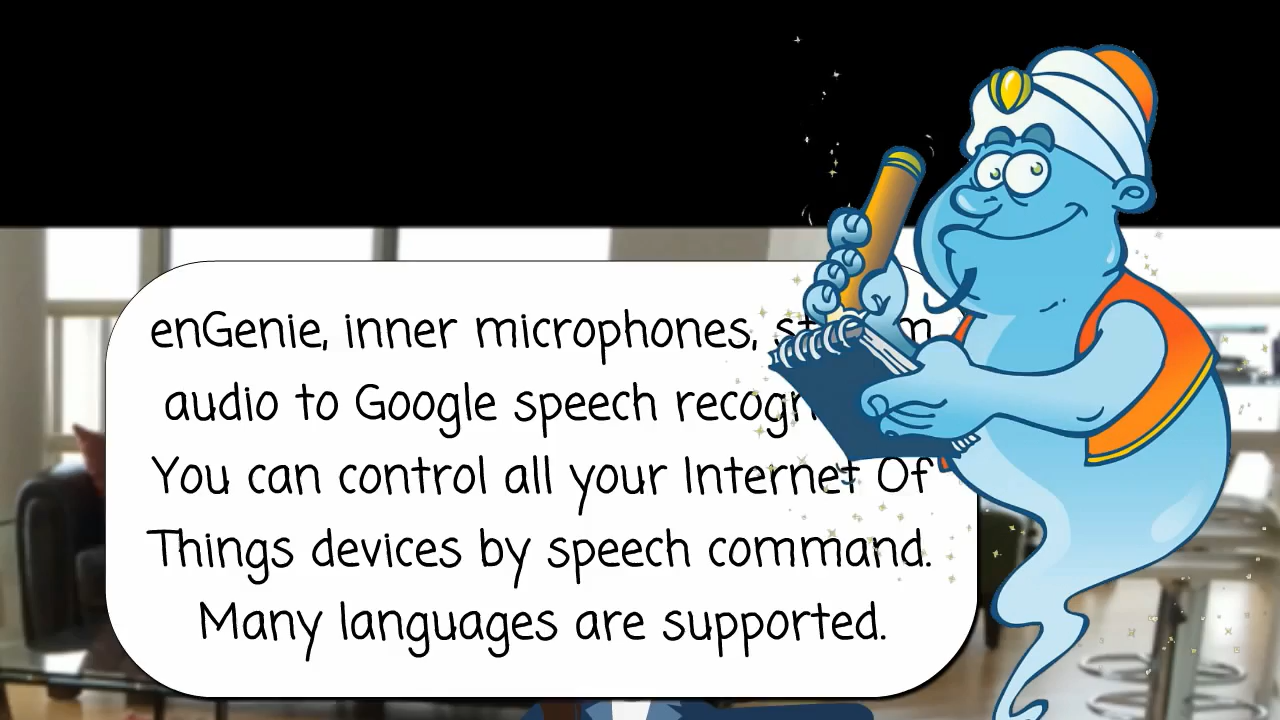 enGenie, inner microphones,
audio to Google speech
You can control all your Internet Of
Things devices by speech command.
Many languages are supported.